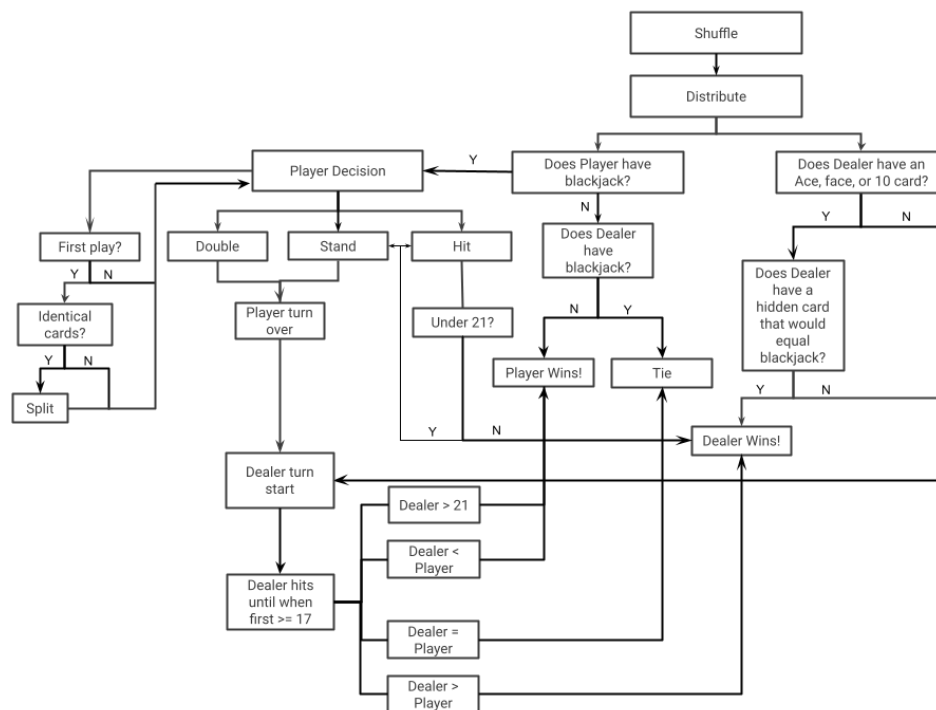 Shuffle
Distribute
Player Decision
Y
Does Player have
blackjack?
Does Dealer have an
Ace, face, or 10 card?
N
Y
N
First play?
Double
Stand
Hit
Does Dealer
have
blackjack?
Y
N
Identical
cards?
Player turn
over
Under 21?
Does Dealer
have a
hidden card
that would
equal
blackjack?
N
Y
Y
N
Player Wins!
Tie
Split
Y
N
Y
N
Dealer Wins!
Dealer turn
start
Dealer > 21
Dealer <
Player
Dealer hits
until when
first >= 17
Dealer =
Player
Dealer >
Player